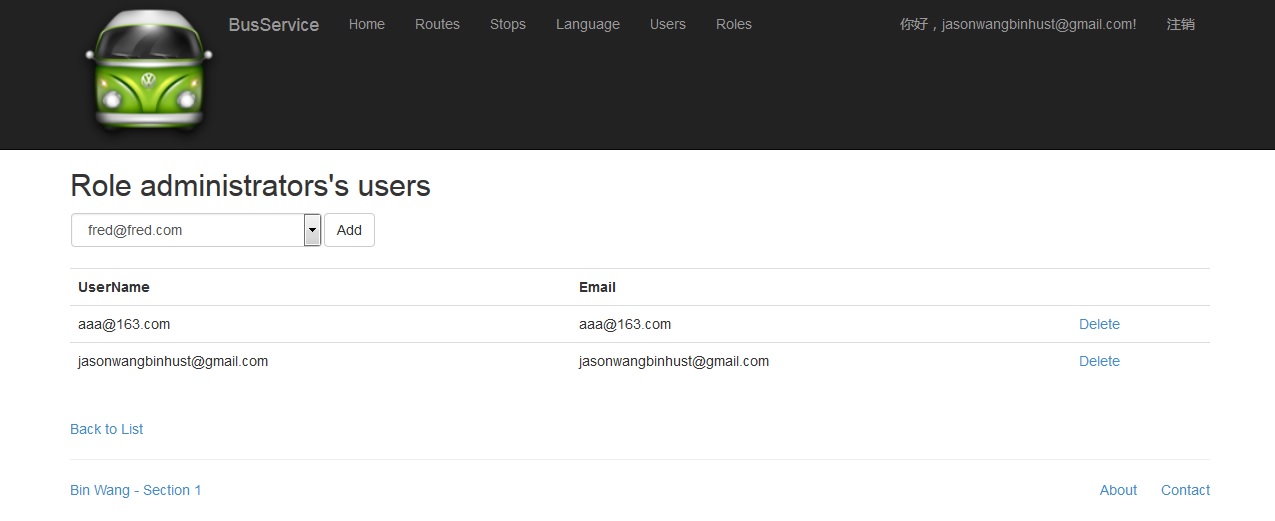 BusService Home Routes Stops Language Users Roles 你好，jasonwangbinhust@gmail.com! 注销
Role administrators's users
fred@fred.com Add
UserName Email
aaa@163.com aaa@163.com Delete
jasonwangbinhust@gmail.com jasonwangbinhust@gmail.com Delete
Back to List
Bin Wang - Section 1 About Contact